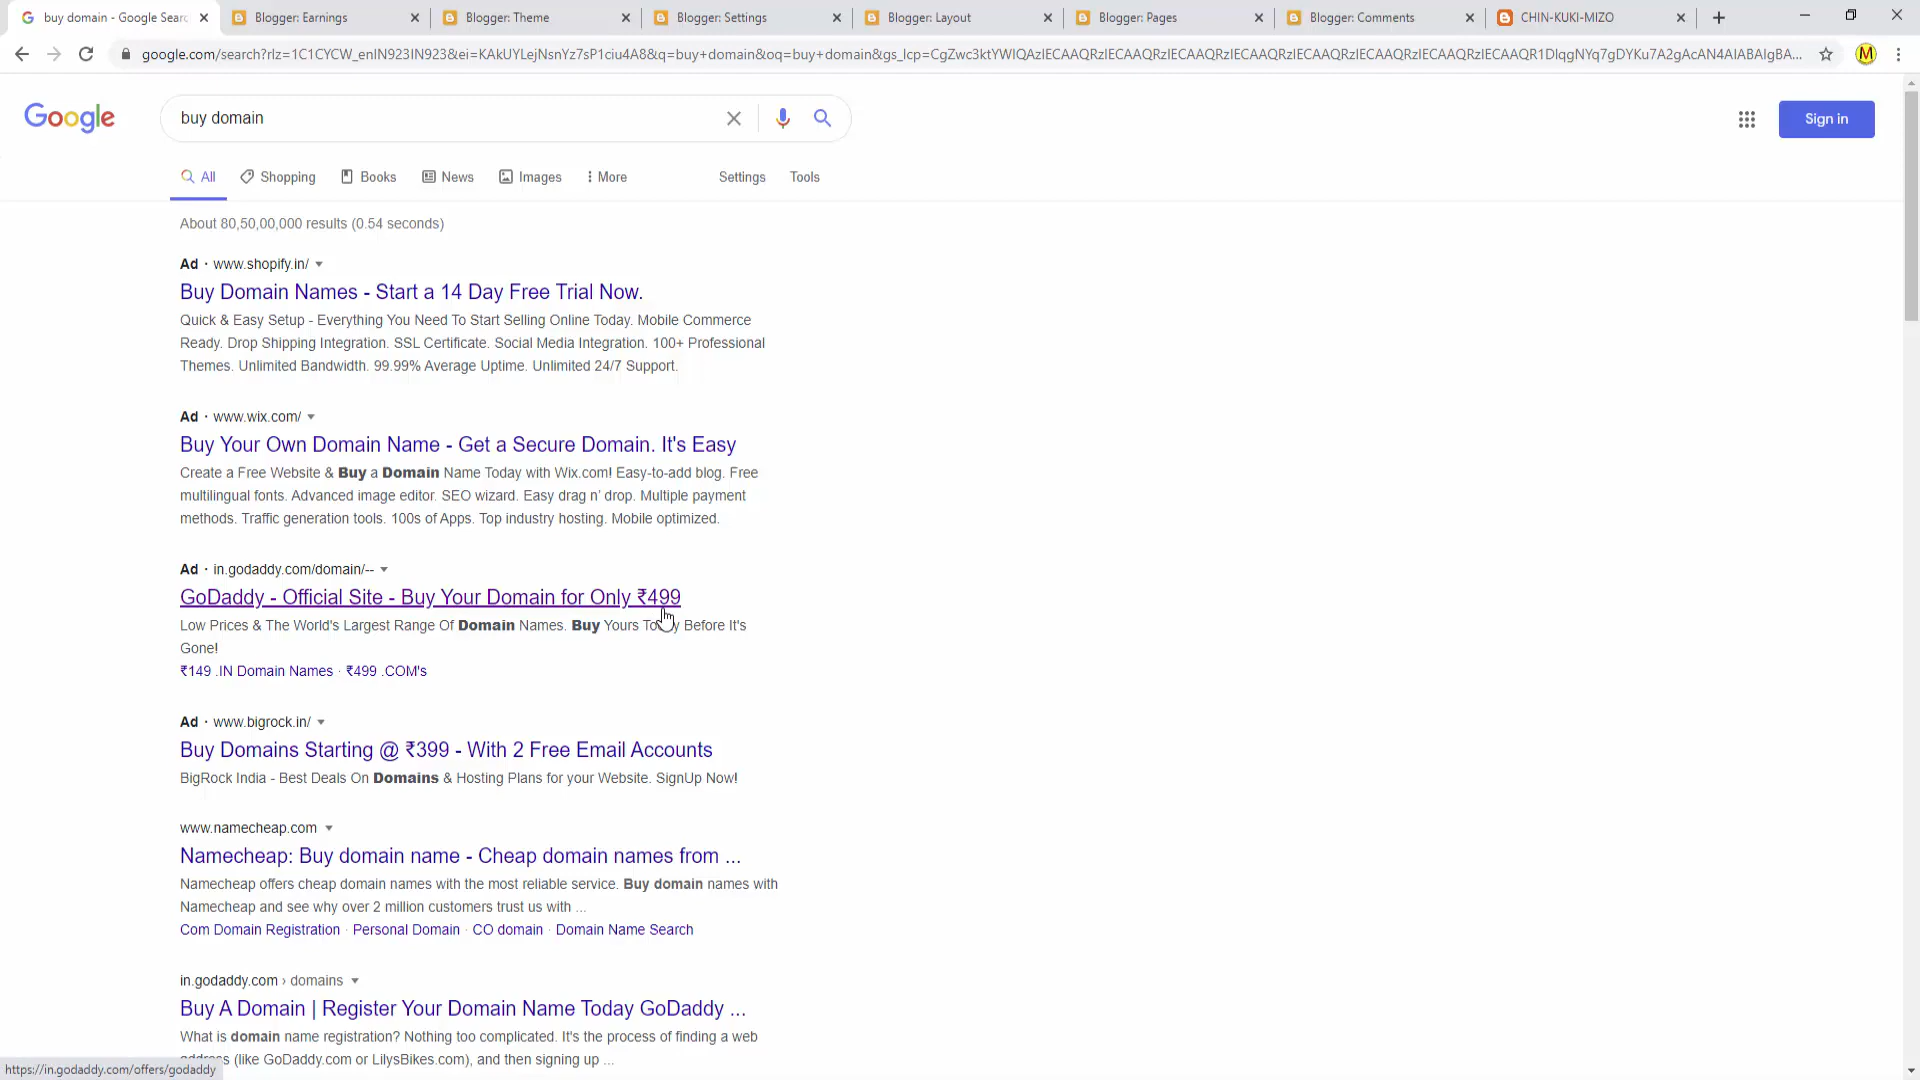 buy domain - Google Searc
Blogger: Earnings
Blogger: Theme
Blogger: Settings
Blogger: Layout
Blogger: Pages
Blogger: Comments
CHIN-KUKI-MIZO
google.com/search?rlz=1C1CYCW_enIN923IN923&ei=KAkUYLejNsnYz7sP1ciu4A8&q=buy+domain&oq=buy+domain&gs_lcp=CgZwc3ktYWIQAzIECAAQRzIECAAQRzIECAAQRzIECAAQRzIECAAQRzIECAAQRzIECAAQRzIECAAQR1DlqgNYq7gDYKu7A2gAcAN4AIABAIgBA...
M
Google
buy domain
Sign in
All
Shopping
Books
News
Images
More
Settings
Tools
About 80,50,00,000 results (0.54 seconds)
Ad · www.shopify.in/
Buy Domain Names - Start a 14 Day Free Trial Now.
Quick & Easy Setup - Everything You Need To Start Selling Online Today. Mobile Commerce
Ready. Drop Shipping Integration. SSL Certificate. Social Media Integration. 100+ Professional
Themes. Unlimited Bandwidth. 99.99% Average Uptime. Unlimited 24/7 Support.
Ad · www.wix.com/
Buy Your Own Domain Name - Get a Secure Domain. It's Easy
Create a Free Website & Buy a Domain Name Today with Wix.com! Easy-to-add blog. Free
multilingual fonts. Advanced image editor. SEO wizard. Easy drag n' drop. Multiple payment
methods. Traffic generation tools. 100s of Apps. Top industry hosting. Mobile optimized.
Ad · in.godaddy.com/domain/--
GoDaddy - Official Site - Buy Your Domain for Only ₹499
Low Prices & The World's Largest Range Of Domain Names. Buy Yours Today Before It's
Gone!
₹149 .IN Domain Names · ₹499 .COM's
Ad · www.bigrock.in/
Buy Domains Starting @ ₹399 - With 2 Free Email Accounts
BigRock India - Best Deals On Domains & Hosting Plans for your Website. SignUp Now!
www.namecheap.com
Namecheap: Buy domain name - Cheap domain names from ...
Namecheap offers cheap domain names with the most reliable service. Buy domain names with
Namecheap and see why over 2 million customers trust us with ...
Com Domain Registration · Personal Domain · CO domain · Domain Name Search
in.godaddy.com › domains
Buy A Domain | Register Your Domain Name Today GoDaddy ...
What is domain name registration? Nothing too complicated. It's the process of finding a web
address (like GoDaddy.com or LilysBikes.com), and then signing up ...
https://in.godaddy.com/offers/godaddy